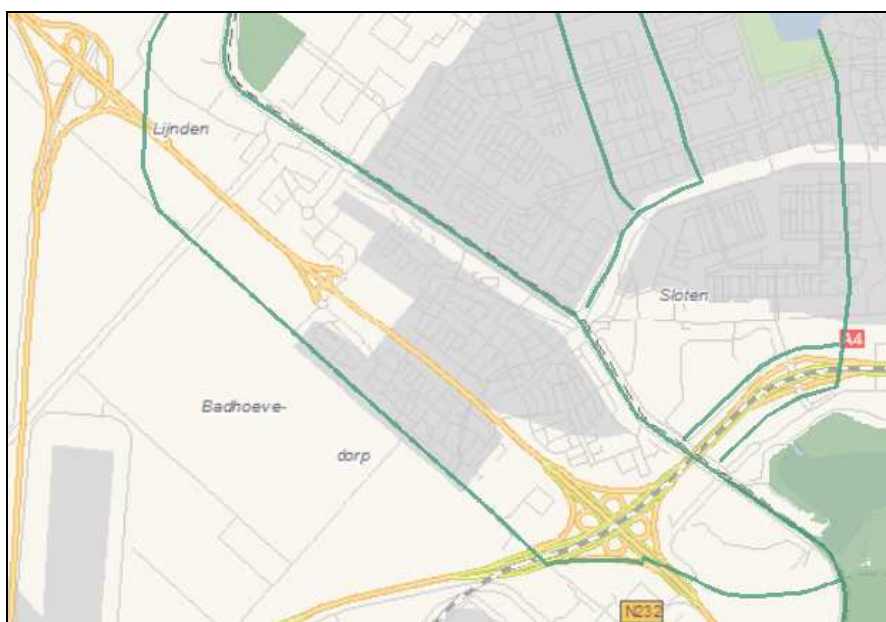 Lijnden
Sloten
A4
Badhoeve-
dorp
N232